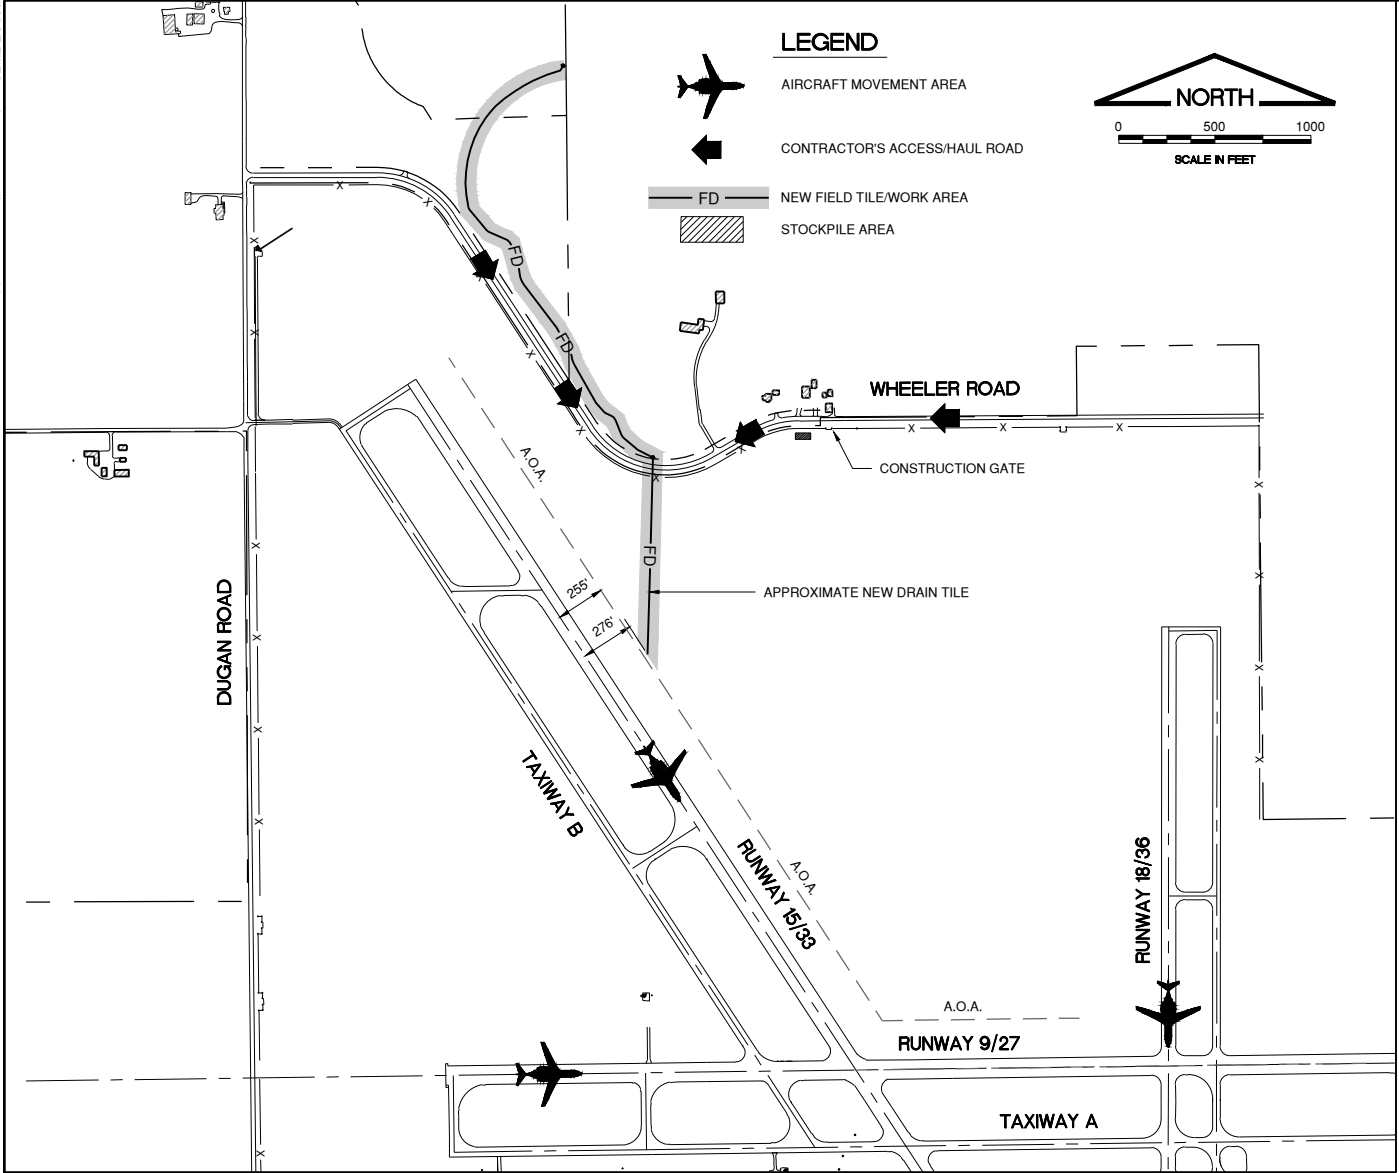 LEGEND
AIRCRAFT MOVEMENT AREA
CONTRACTOR'S ACCESS/HAUL ROAD
FD
NEW FIELD TILE/WORK AREA
STOCKPILE AREA
NORTH
0 500 1000
SCALE IN FEET
X
X
X
FD
X
FD
X
X
WHEELER ROAD
X
X
X
X
X
X
CONSTRUCTION GATE
A.O.A.
X
X
FD
X
255'
APPROXIMATE NEW DRAIN TILE
276'
X
DUGAN ROAD
X
X
X
TAXIWAY B
X
RUNWAY 15/33
A.O.A.
RUNWAY 18/36
A.O.A.
RUNWAY 9/27
TAXIWAY A
X